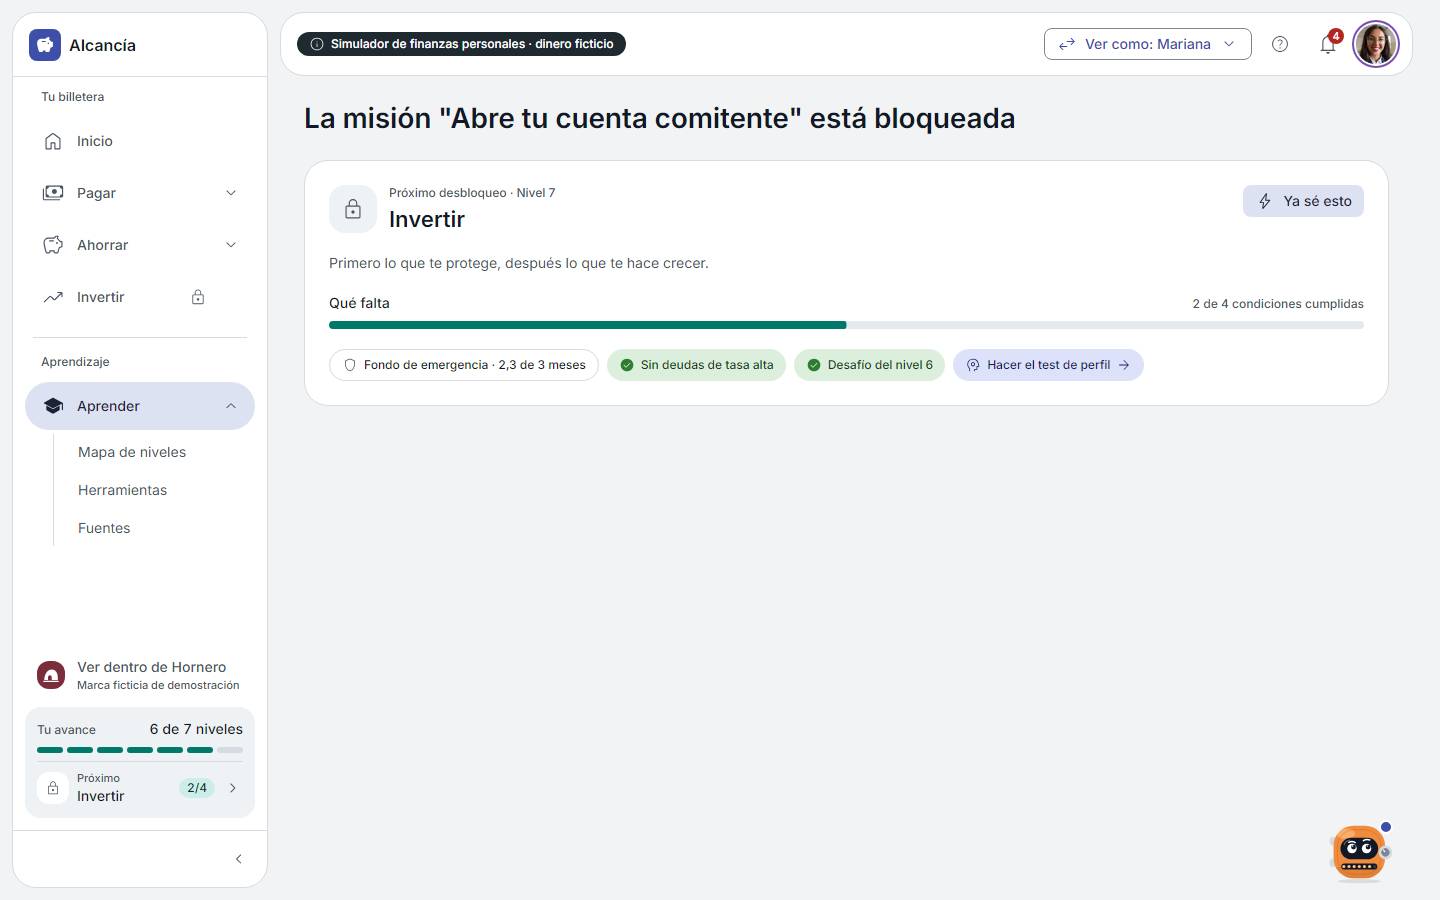 Alcancía
Simulador de finanzas personales · dinero ficticio
Ver como: Mariana
4
Tu billetera
Inicio
Pagar
Ahorrar
Invertir
Aprendizaje
Aprender
Mapa de niveles
Herramientas
Fuentes
Ver dentro de Hornero
Marca ficticia de demostración
Tu avance
6 de 7 niveles
Próximo
Invertir
2/4
La misión "Abre tu cuenta comitente" está bloqueada
Próximo desbloqueo · Nivel 7
Invertir
Ya sé esto
Primero lo que te protege, después lo que te hace crecer.
Qué falta
2 de 4 condiciones cumplidas
Fondo de emergencia · 2,3 de 3 meses
Sin deudas de tasa alta
Desafío del nivel 6
Hacer el test de perfil